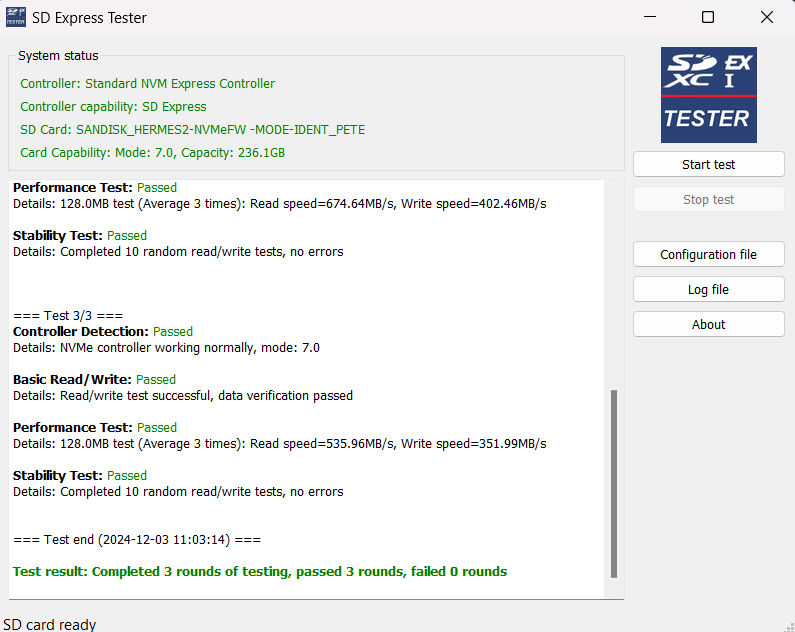 SD Express Tester
System status
Controller: Standard NVM Express Controller
Controller capability: SD Express
SD Card: SANDISK_HERMES2-NVMeFW -MODE-IDENT_PETE
Card Capability: Mode: 7.0, Capacity: 236.1GB
Performance Test: Passed
Details: 128.0MB test (Average 3 times): Read speed=674.64MB/s, Write speed=402.46MB/s
Stability Test: Passed
Details: Completed 10 random read/write tests, no errors
=== Test 3/3 ===
Controller Detection: Passed
Details: NVMe controller working normally, mode: 7.0
Basic Read/Write: Passed
Details: Read/write test successful, data verification passed
Performance Test: Passed
Details: 128.0MB test (Average 3 times): Read speed=535.96MB/s, Write speed=351.99MB/s
Stability Test: Passed
Details: Completed 10 random read/write tests, no errors
=== Test end (2024-12-03 11:03:14) ===
Test result: Completed 3 rounds of testing, passed 3 rounds, failed 0 rounds
SD EX
XC I
TESTER
Start test
Stop test
Configuration file
Log file
About
SD card ready